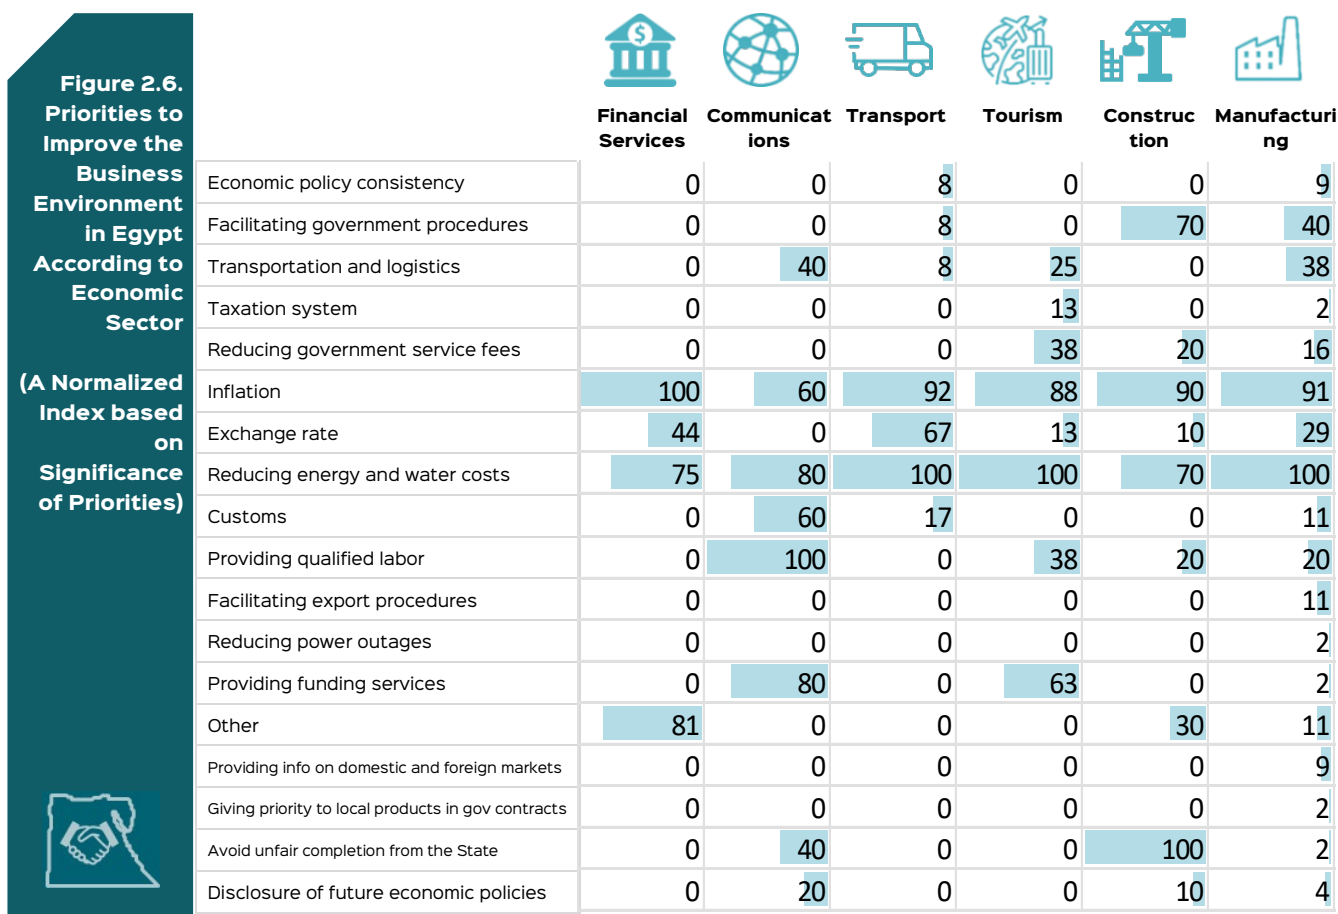 Figure 2.6.
Priorities to
Improve the
Business
Environment
in Egypt
According to
Economic
Sector
(A Normalized
Index based
on
Significance
of Priorities)
$
Financial Services Communicat ions Transport Tourism Construc tion Manufacturi ng
Economic policy consistency 0 0 8 0 0 9
Facilitating government procedures 0 0 8 0 70 40
Transportation and logistics 0 40 8 25 0 38
Taxation system 0 0 0 13 0 2
Reducing government service fees 0 0 0 38 20 16
Inflation 100 60 92 88 90 91
Exchange rate 44 0 67 13 10 29
Reducing energy and water costs 75 80 100 100 70 100
Customs 0 60 17 0 0 11
Providing qualified labor 0 100 0 38 20 20
Facilitating export procedures 0 0 0 0 0 11
Reducing power outages 0 0 0 0 0 2
Providing funding services 0 80 0 63 0 2
Other 81 0 0 0 30 11
Providing info on domestic and foreign markets 0 0 0 0 0 9
Giving priority to local products in gov contracts 0 0 0 0 0 2
Avoid unfair completion from the State 0 40 0 0 100 2
Disclosure of future economic policies 0 20 0 0 10 4